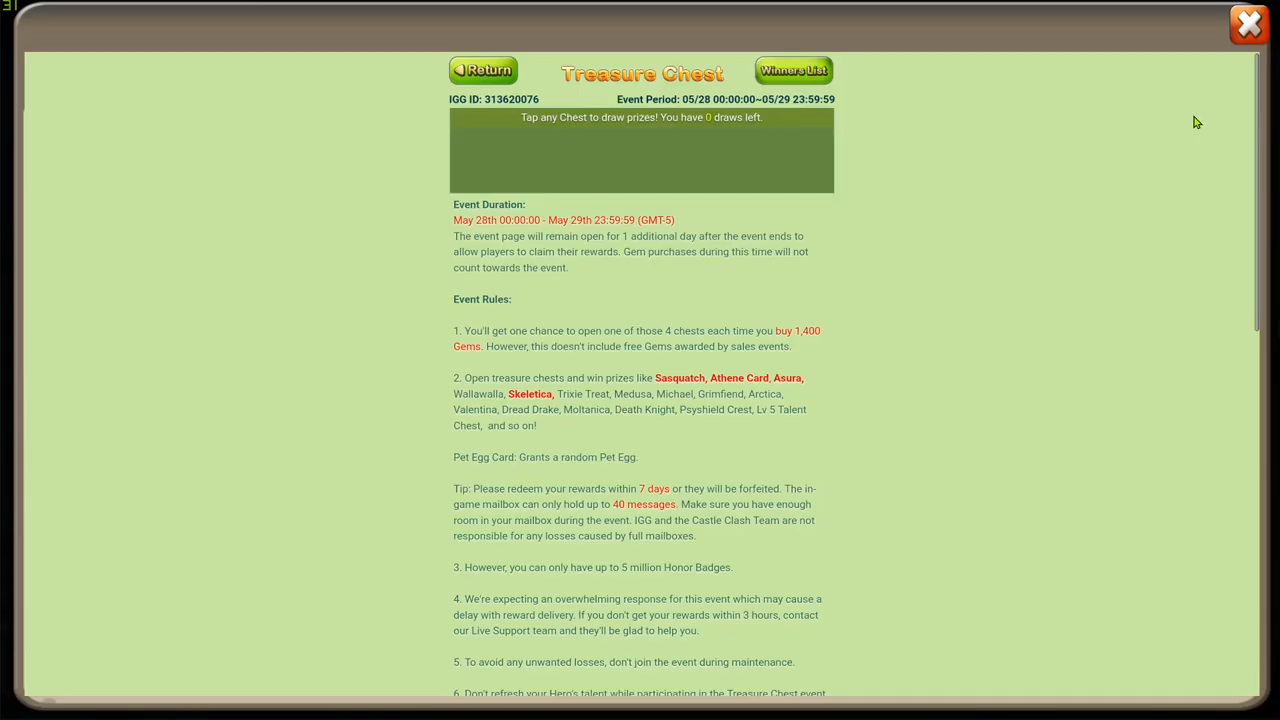 31
Return
Treasure Chest
Winners List
IGG ID: 313620076
Event Period: 05/28 00:00:00~05/29 23:59:59
Tap any Chest to draw prizes! You have 0 draws left.
Event Duration:
May 28th 00:00:00 - May 29th 23:59:59 (GMT-5)
The event page will remain open for 1 additional day after the event ends to
allow players to claim their rewards. Gem purchases during this time will not
count towards the event.
Event Rules:
1. You'll get one chance to open one of those 4 chests each time you buy 1,400
Gems. However, this doesn't include free Gems awarded by sales events.
2. Open treasure chests and win prizes like Sasquatch, Athene Card, Asura,
Wallawalla, Skeletica, Trixie Treat, Medusa, Michael, Grimfiend, Arctica,
Valentina, Dread Drake, Moltanica, Death Knight, Psyshield Crest, Lv 5 Talent
Chest, and so on!
Pet Egg Card: Grants a random Pet Egg.
Tip: Please redeem your rewards within 7 days or they will be forfeited. The in-
game mailbox can only hold up to 40 messages. Make sure you have enough
room in your mailbox during the event. IGG and the Castle Clash Team are not
responsible for any losses caused by full mailboxes.
3. However, you can only have up to 5 million Honor Badges.
4. We're expecting an overwhelming response for this event which may cause a
delay with reward delivery. If you don't get your rewards within 3 hours, contact
our Live Support team and they'll be glad to help you.
5. To avoid any unwanted losses, don't join the event during maintenance.
6. Don't refresh your Hero's talent while participating in the Treasure Chest event